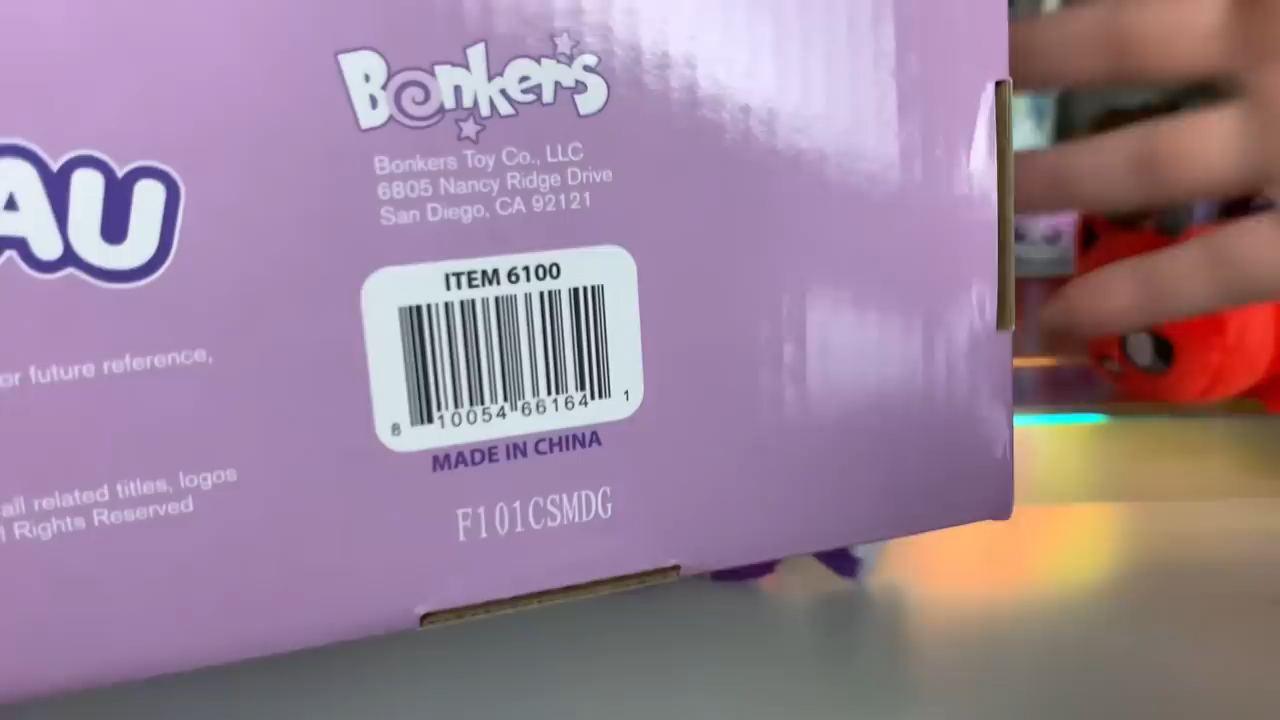 Bonkers
Bonkers Toy Co., LLC
6805 Nancy Ridge Drive
San Diego, CA 92121
AU
ITEM 6100
8 10054 66164 1
or future reference,
MADE IN CHINA
all related titles, logos
Rights Reserved
F101CSMDG